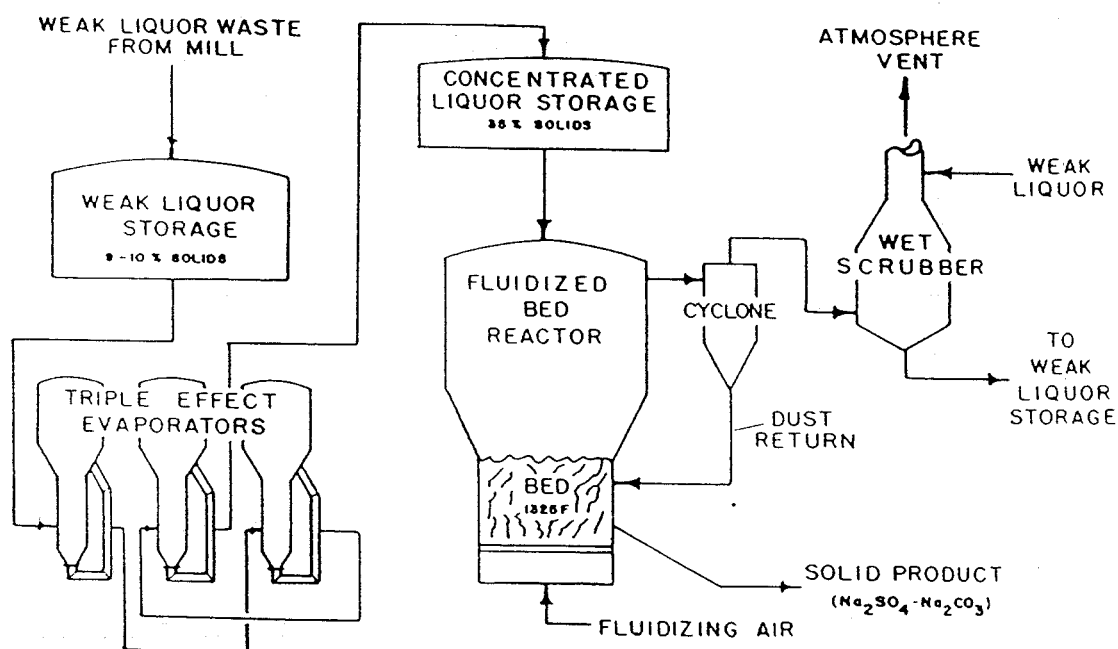 WEAK LIQUOR WASTE
FROM MILL
WEAK LIQUOR
STORAGE
9-10% SOLIDS
TRIPLE EFFECT
EVAPORATORS
CONCENTRATED
LIQUOR STORAGE
35% SOLIDS
FLUIDIZED
BED
REACTOR
BED
1325F
FLUIDIZING AIR
CYCLONE
DUST
RETURN
SOLID PRODUCT
(Na₂SO₄-Na₂CO₃)
ATMOSPHERE
VENT
WEAK
LIQUOR
WET
SCRUBBER
TO
WEAK
LIQUOR
STORAGE